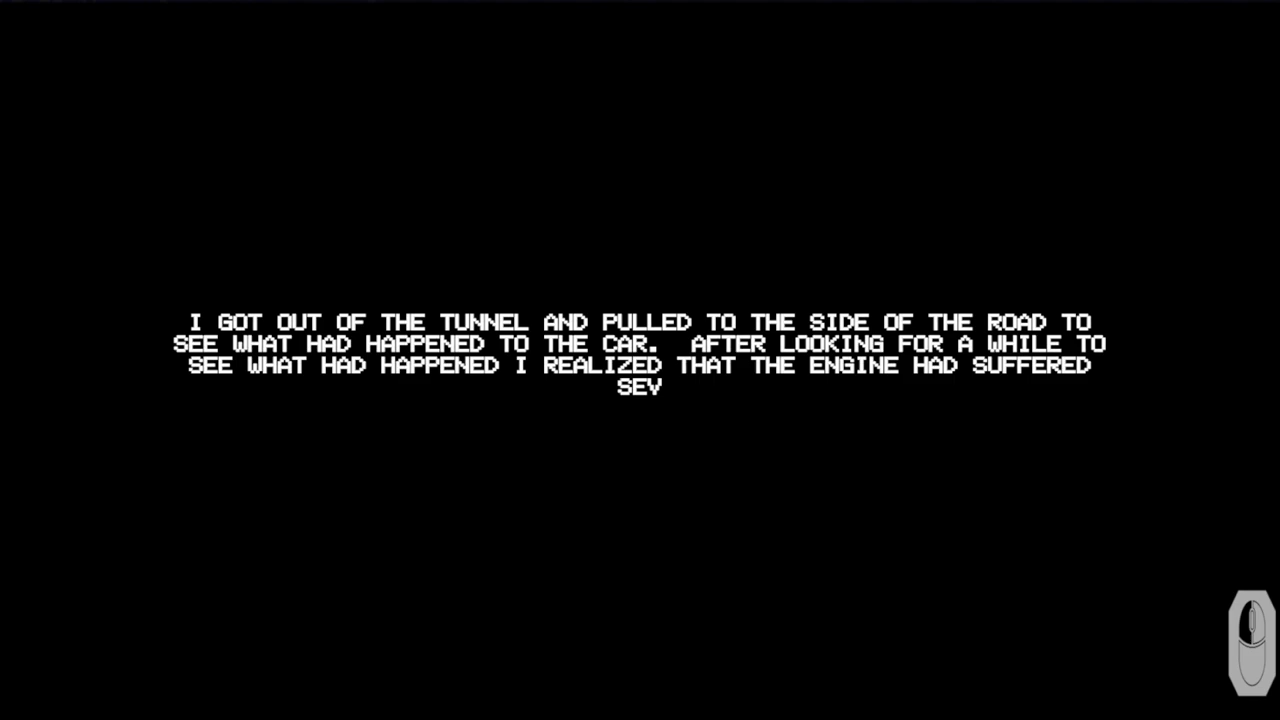 I GOT OUT OF THE TUNNEL AND PULLED TO THE SIDE OF THE ROAD TO
SEE WHAT HAD HAPPENED TO THE CAR.  AFTER LOOKING FOR A WHILE TO
SEE WHAT HAD HAPPENED I REALIZED THAT THE ENGINE HAD SUFFERED
SEV